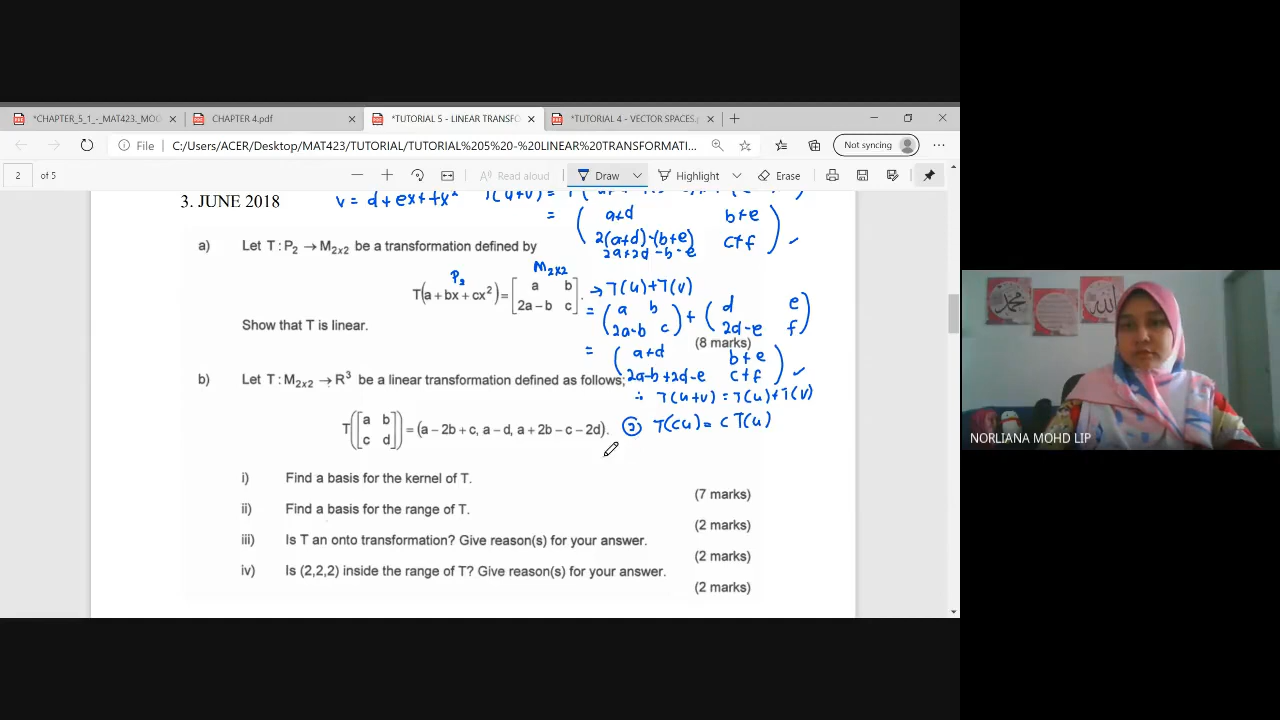 *CHAPTER_5_1_-_MAT423._MOO
CHAPTER 4.pdf
*TUTORIAL 5 - LINEAR TRANSFO
*TUTORIAL 4 - VECTOR SPACES.p
File
C:/Users/ACER/Desktop/MAT423/TUTORIAL/TUTORIAL%205%20-%20LINEAR%20TRANSFORMATI...
Not syncing
2 of 5
Read aloud
Draw
Highlight
Erase
3. JUNE 2018
v = d + ex + fx² T(u+v) =
= ( a+d b+e
2(a+d)-(b+e) c+f )
2a+2d-b-e
a) Let T : P₂ → M₂ₓ₂ be a transformation defined by
P₂ M₂ₓ₂
T(a + bx + cx²) = [ a b
2a − b c ].
→ T(u)+T(v)
= ( a b
2a-b c ) + ( d e
2d-e f )
Show that T is linear.
(8 marks)
= ( a+d b+e
2a-b+2d-e c+f )
∴ T(u+v) = T(u)+T(v)
② T(cu) = c T(u)
b) Let T : M₂ₓ₂ → R³ be a linear transformation defined as follows;
T([ a b
c d ]) = (a − 2b + c, a − d, a + 2b − c − 2d).
i) Find a basis for the kernel of T.
(7 marks)
ii) Find a basis for the range of T.
(2 marks)
iii) Is T an onto transformation? Give reason(s) for your answer.
(2 marks)
iv) Is (2,2,2) inside the range of T? Give reason(s) for your answer.
(2 marks)
NORLIANA MOHD LIP